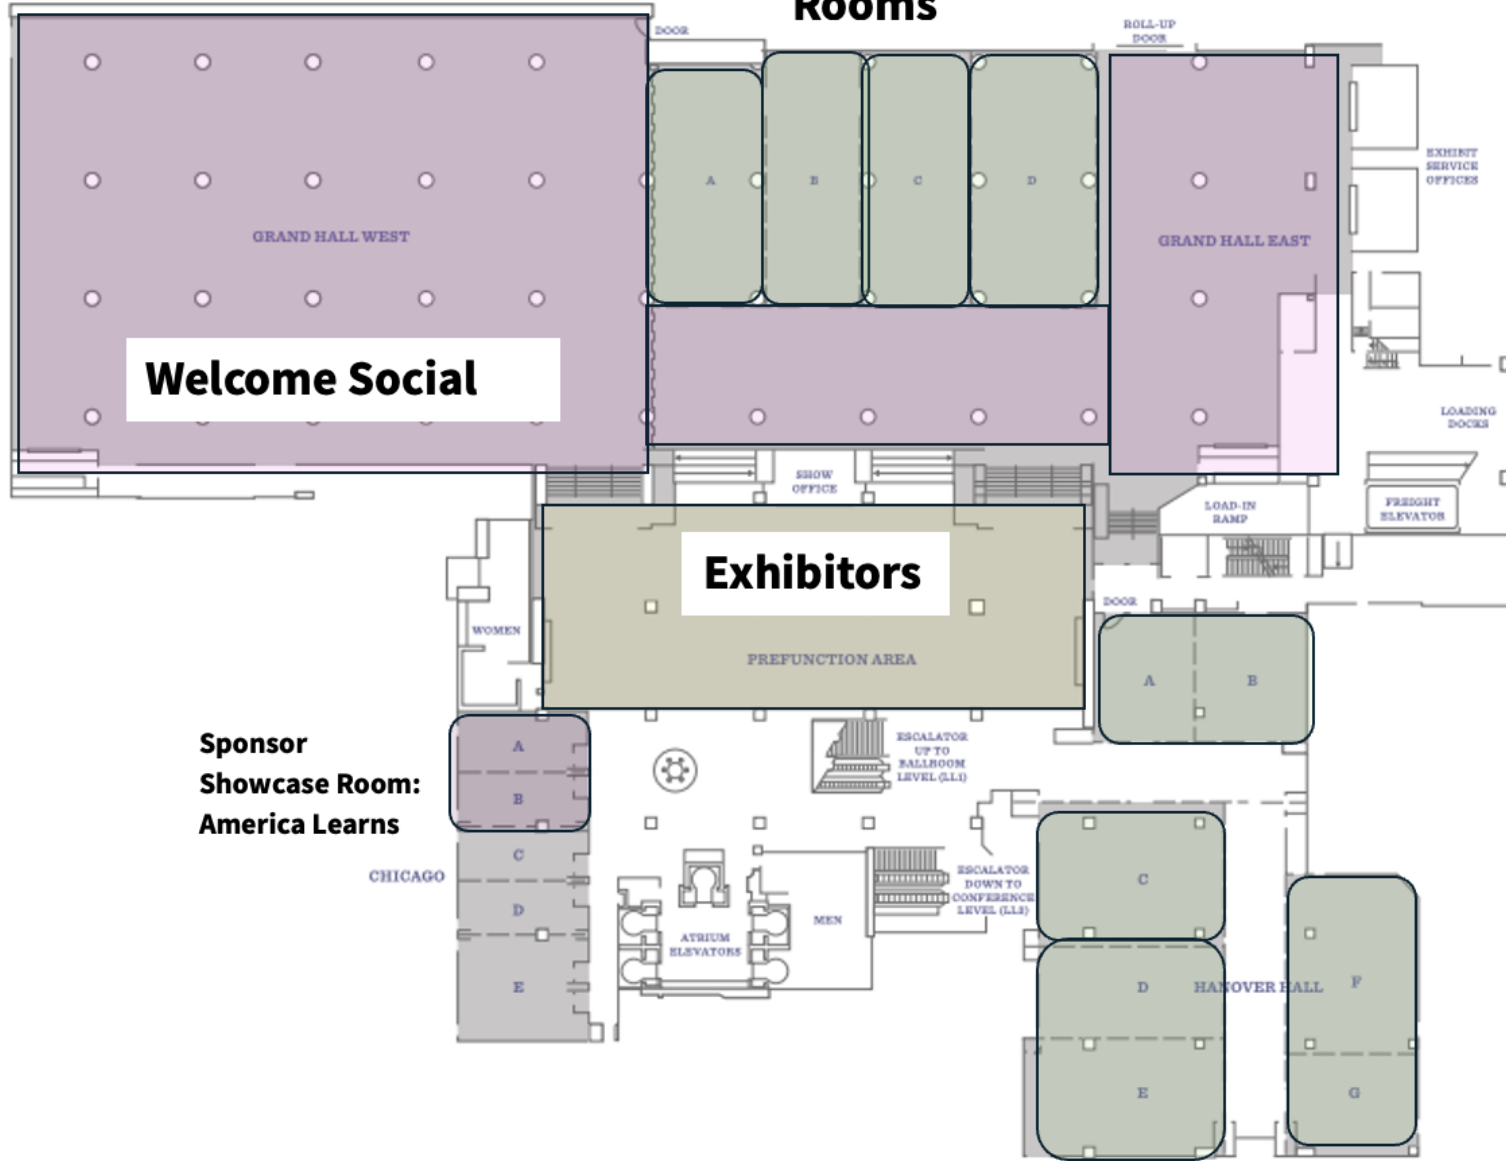 Rooms
DOOR
ROLL-UP
DOOR
EXHIBIT
SERVICE
OFFICES
A
B
C
D
GRAND HALL WEST
GRAND HALL EAST
Welcome Social
LOADING
DOCKS
SHOW
OFFICE
LOAD-IN
RAMP
FREIGHT
ELEVATOR
Exhibitors
DOOR
WOMEN
PREFUNCTION AREA
A
B
Sponsor
Showcase Room:
America Learns
A
B
C
D
E
CHICAGO
ESCALATOR
UP TO
BALLROOM
LEVEL (LL1)
ESCALATOR
DOWN TO
CONFERENCE
LEVEL (LL3)
MEN
ATRIUM
ELEVATORS
C
D
HANOVER HALL
F
E
G